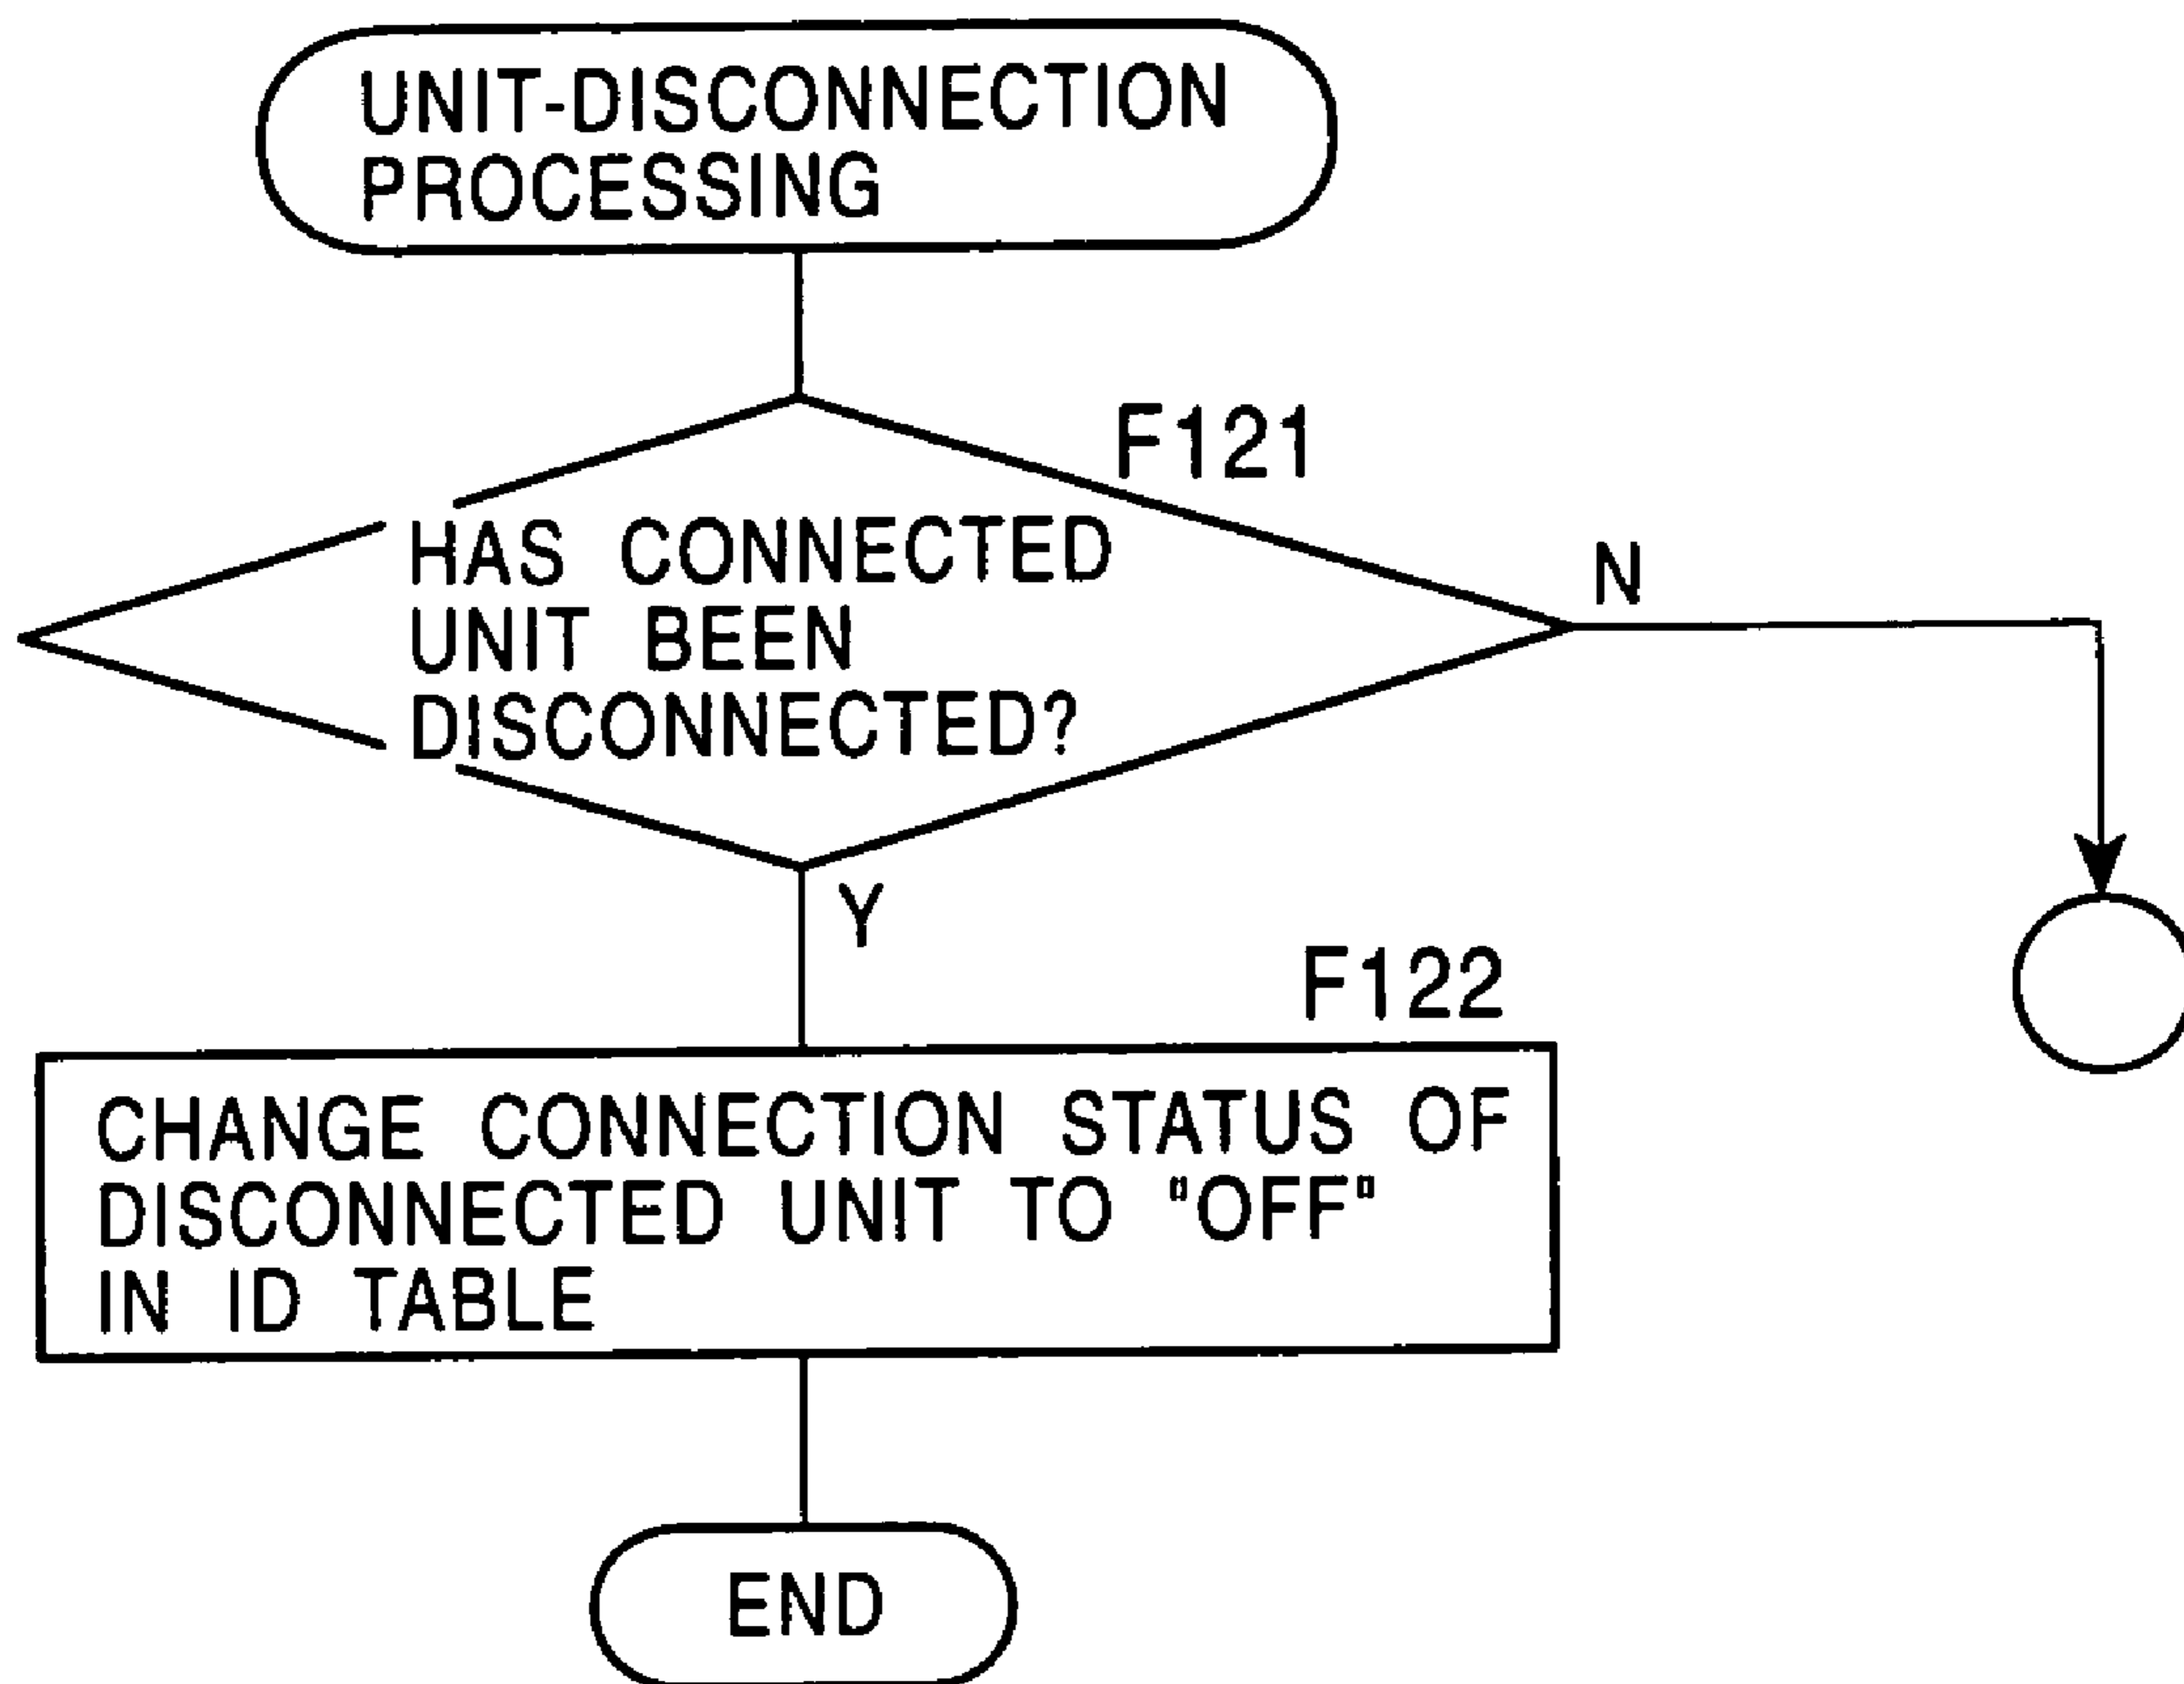 UNIT-DISCONNECTION
PROCESSING
F121
HAS CONNECTED
UNIT BEEN
DISCONNECTED?
N
Y
F122
CHANGE CONNECTION STATUS OF
DISCONNECTED UNIT TO "OFF"
IN ID TABLE
END